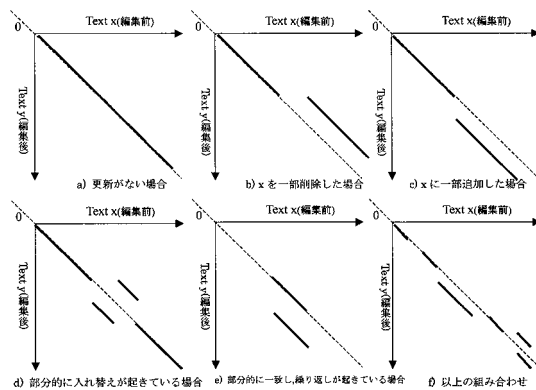 0 Text x(編集前)
Text y(編集後)
a) 更新がない場合
0 Text x(編集前)
Text y(編集後)
b) x を一部削除した場合
0 Text x(編集前)
Text y(編集後)
c) x に一部追加した場合
0 Text x(編集前)
Text y(編集後)
d) 部分的に入れ替えが起きている場合
0 Text x(編集前)
Text y(編集後)
e) 部分的に一致し,繰り返しが起きている場合
0 Text x(編集前)
Text y(編集後)
f) 以上の組み合わせ